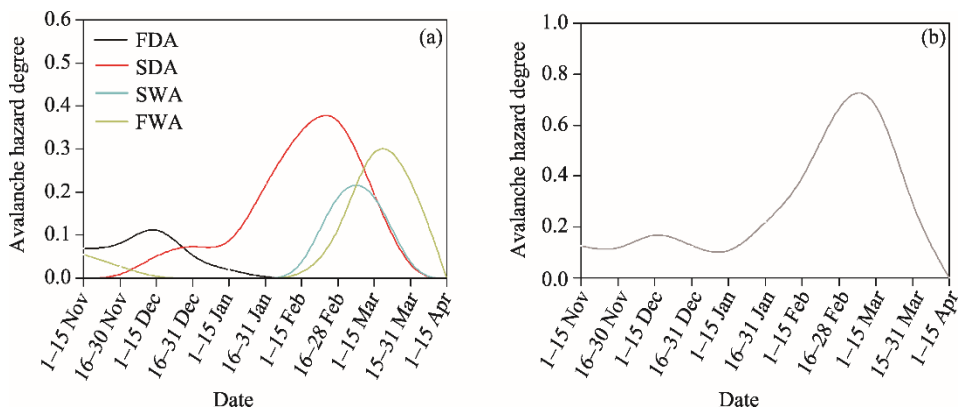 (a)
Avalanche hazard degree
0.6
0.5
0.4
0.3
0.2
0.1
0.0
FDA
SDA
SWA
FWA
1–15 Nov
16–30 Nov
1–15 Dec
16–31 Dec
1–15 Jan
16–31 Jan
1–15 Feb
16–28 Feb
1–15 Mar
15–31 Mar
1–15 Apr
Date
(b)
Avalanche hazard degree
1.0
0.8
0.6
0.4
0.2
0.0
1–15 Nov
16–30 Nov
1–15 Dec
16–31 Dec
1–15 Jan
16–31 Jan
1–15 Feb
16–28 Feb
1–15 Mar
15–31 Mar
1–15 Apr
Date